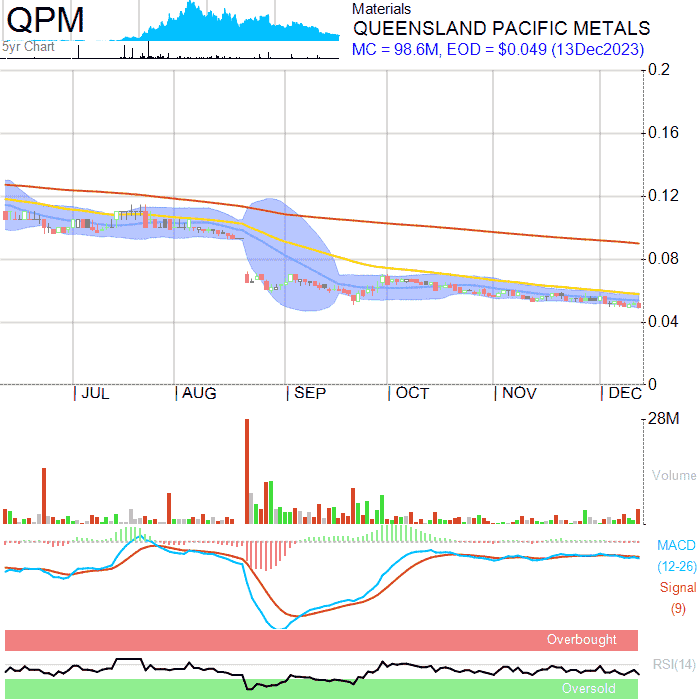 QPM
5yr Chart
Materials
QUEENSLAND PACIFIC METALS
MC = 98.6M, EOD = $0.049 (13Dec2023)
0.2
0.16
0.12
0.08
0.04
0
JUL AUG SEP OCT NOV DEC
28M
Volume
MACD
(12-26)
Signal
(9)
Overbought
RSI(14)
Oversold